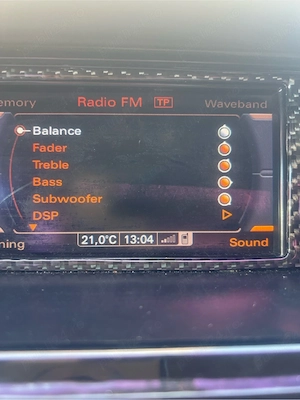 emory Radio FM TP Waveband
Balance
Fader
Treble
Bass
Subwoofer
DSP
ning 21,0°C 13:04 Sound